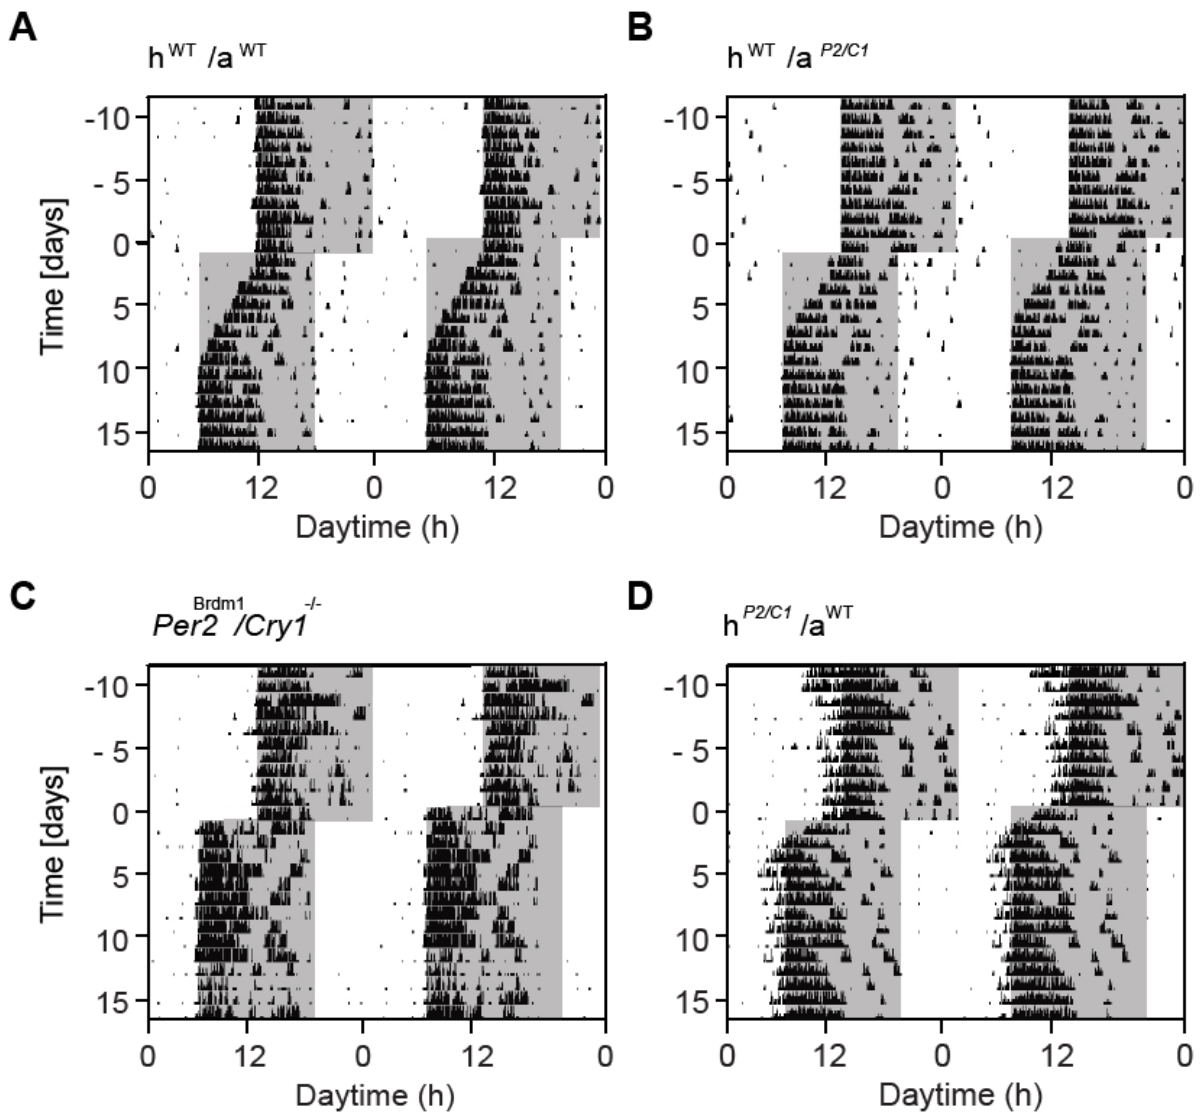 A
B
h^WT /a^WT
h^WT /a^P2/C1
-10
- 5
0
5
10
15
Time [days]
0 12 0 12 0
Daytime (h)
-10
- 5
0
5
10
15
0 12 0 12 0
Daytime (h)
C
D
Per2^Brdm1/Cry1^-/-
h^P2/C1 /a^WT
-10
- 5
0
5
10
15
Time [days]
0 12 0 12 0
Daytime (h)
-10
- 5
0
5
10
15
0 12 0 12 0
Daytime (h)